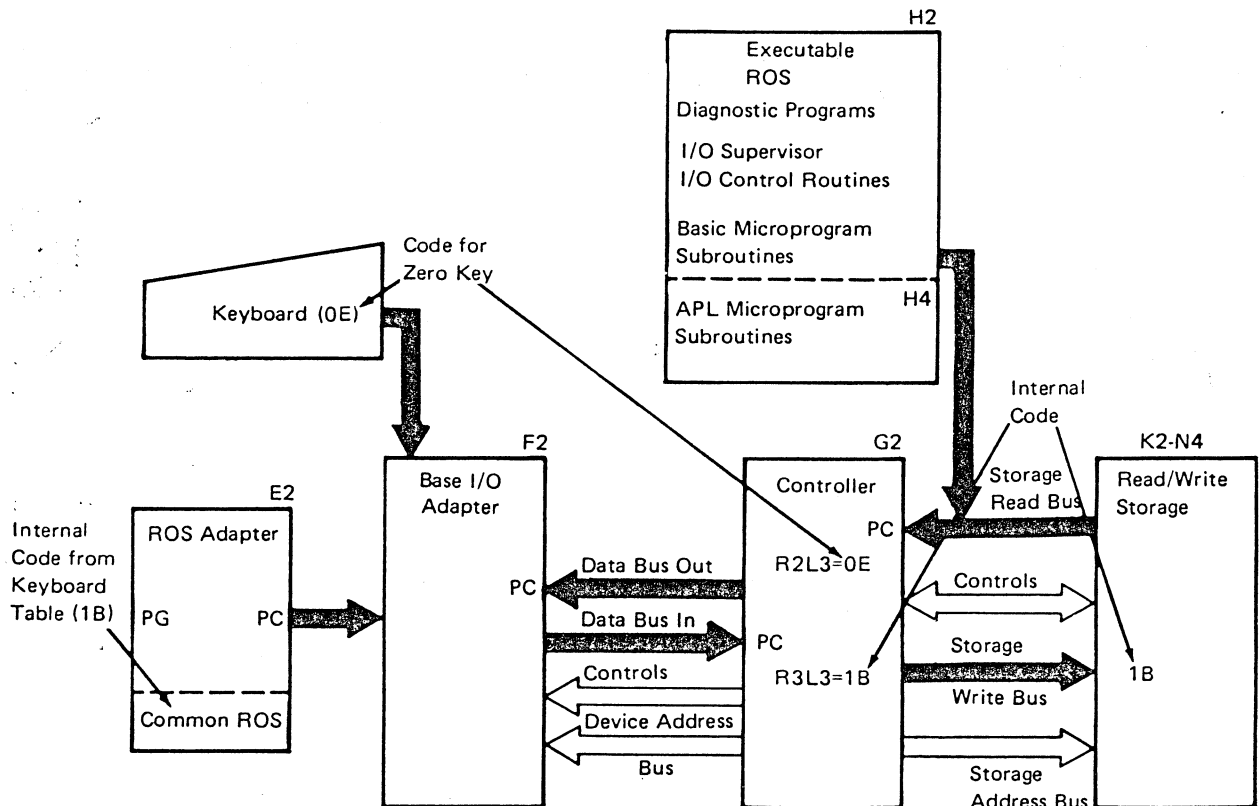 H2
Executable
ROS
Diagnostic Programs
I/O Supervisor
I/O Control Routines
Basic Microprogram
Subroutines
H4
APL Microprogram
Subroutines
Code for
Zero Key
Keyboard (0E)
Internal
Code
F2
Base I/O
Adapter
PC
G2
Controller
PC
R2L3=0E
PC
R3L3=1B
K2-N4
Read/Write
Storage
1B
Storage
Read Bus
Controls
Storage
Write Bus
Storage
Address Bus
E2
ROS Adapter
PG
PC
Common ROS
Internal
Code from
Keyboard
Table (1B)
Data Bus Out
Data Bus In
Controls
Device Address
Bus